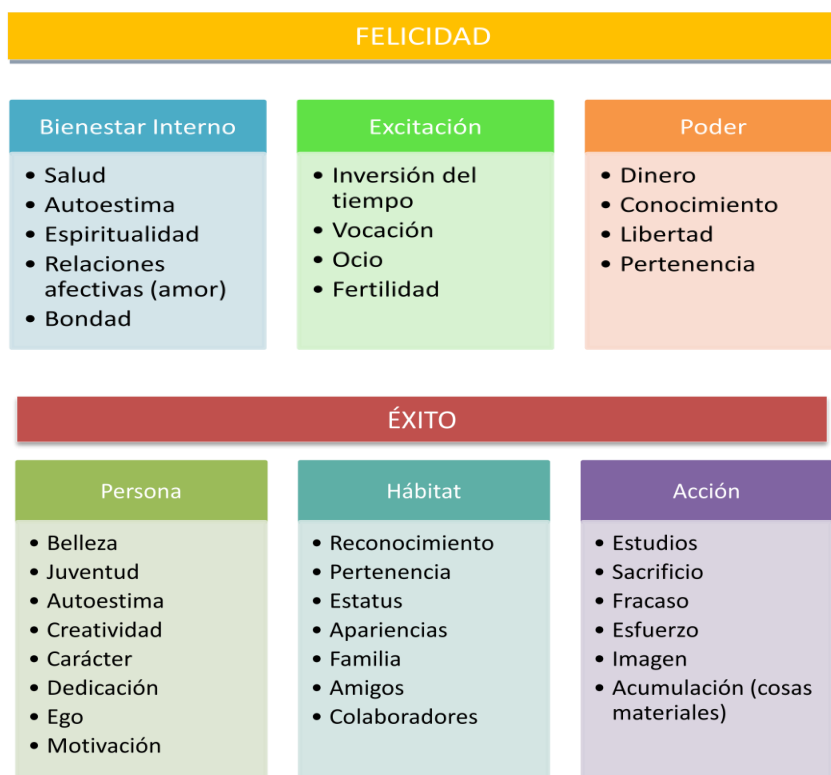 FELICIDAD
Bienestar Interno
• Salud
• Autoestima
• Espiritualidad
• Relaciones
afectivas (amor)
• Bondad
Excitación
• Inversión del
tiempo
• Vocación
• Ocio
• Fertilidad
Poder
• Dinero
• Conocimiento
• Libertad
• Pertenencia
ÉXITO
Persona
• Belleza
• Juventud
• Autoestima
• Creatividad
• Carácter
• Dedicación
• Ego
• Motivación
Hábitat
• Reconocimiento
• Pertenencia
• Estatus
• Apariencias
• Familia
• Amigos
• Colaboradores
Acción
• Estudios
• Sacrificio
• Fracaso
• Esfuerzo
• Imagen
• Acumulación (cosas
materiales)